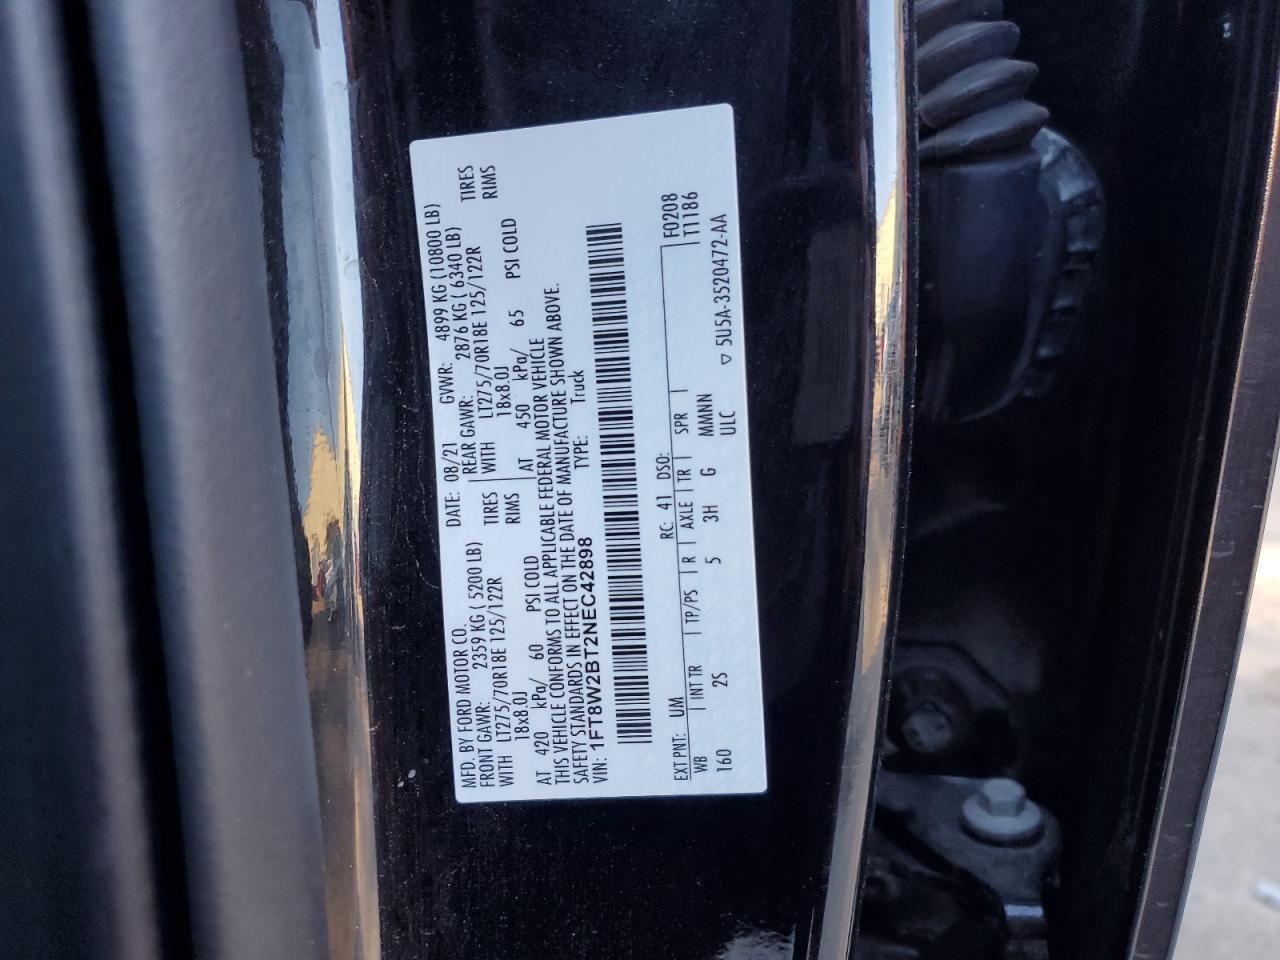 MFD. BY FORD MOTOR CO. DATE: 08/21 GVWR: 4899 KG (10800 LB)
FRONT GAWR: 2359 KG ( 5200 LB) REAR GAWR: 2876 KG ( 6340 LB)
WITH LT275/70R18E 125/122R TIRES WITH LT275/70R18E 125/122R TIRES
18x8.0J RIMS 18x8.0J RIMS
AT 420 kPa/ 60 PSI COLD AT 450 kPa/ 65 PSI COLD
THIS VEHICLE CONFORMS TO ALL APPLICABLE FEDERAL MOTOR VEHICLE
SAFETY STANDARDS IN EFFECT ON THE DATE OF MANUFACTURE SHOWN ABOVE.
VIN: 1FT8W2BT2NEC42898 TYPE: Truck
EXT PNT: UM RC: 41 DSO: F0208
WB INT TR TP/PS R AXLE TR SPR T1186
160 2S 5 3H G MMNN
ULC ▽ 5U5A-3520472-AA